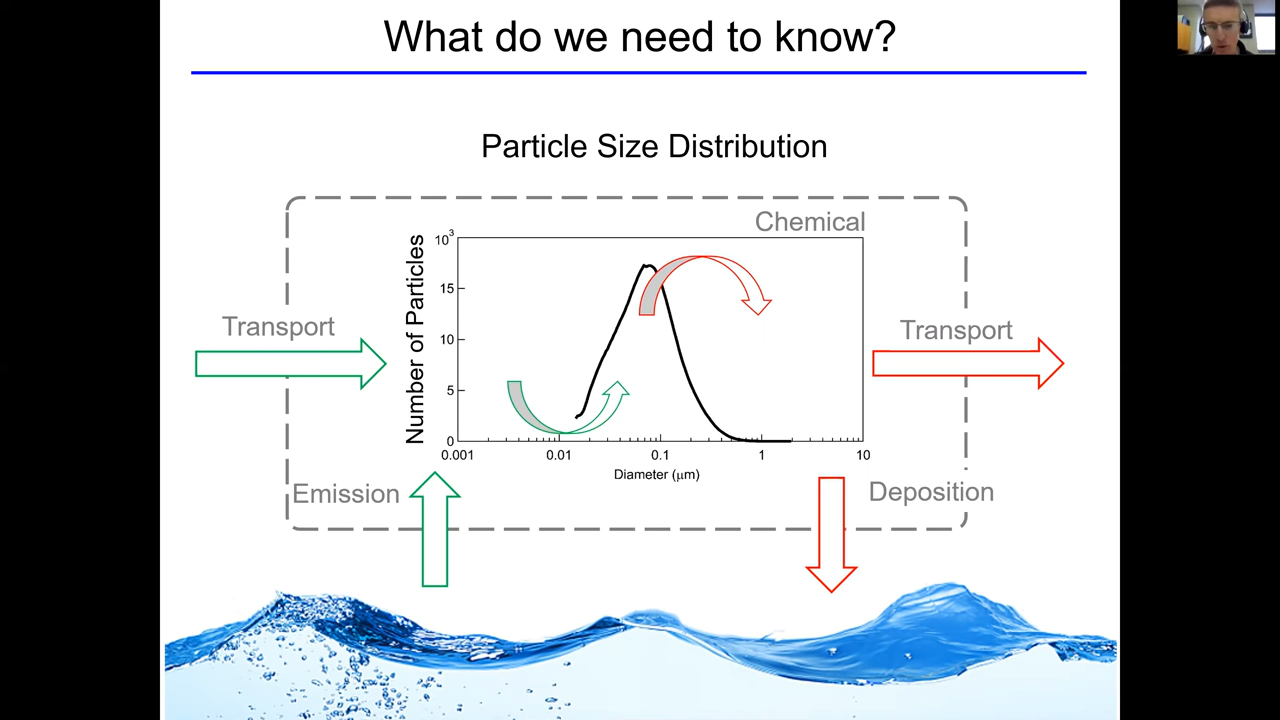 What do we need to know?
Particle Size Distribution
Chemical
Number of Particles
10³
15
10
5
0
0.001 0.01 0.1 1 10
Diameter (μm)
Transport
Transport
Emission
Deposition